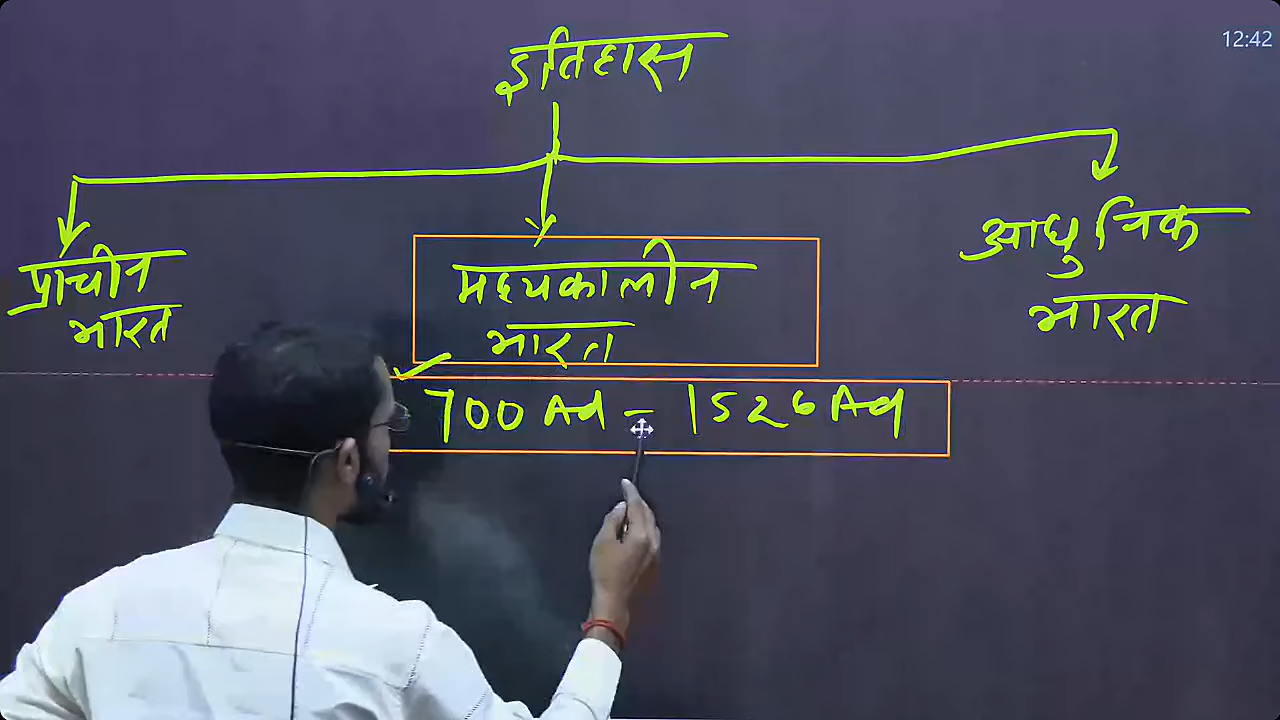 12:42
इतिहास
प्राचीन
भारत
मध्यकालीन
भारत
आधुनिक
भारत
700 Ad - 1526 Ad